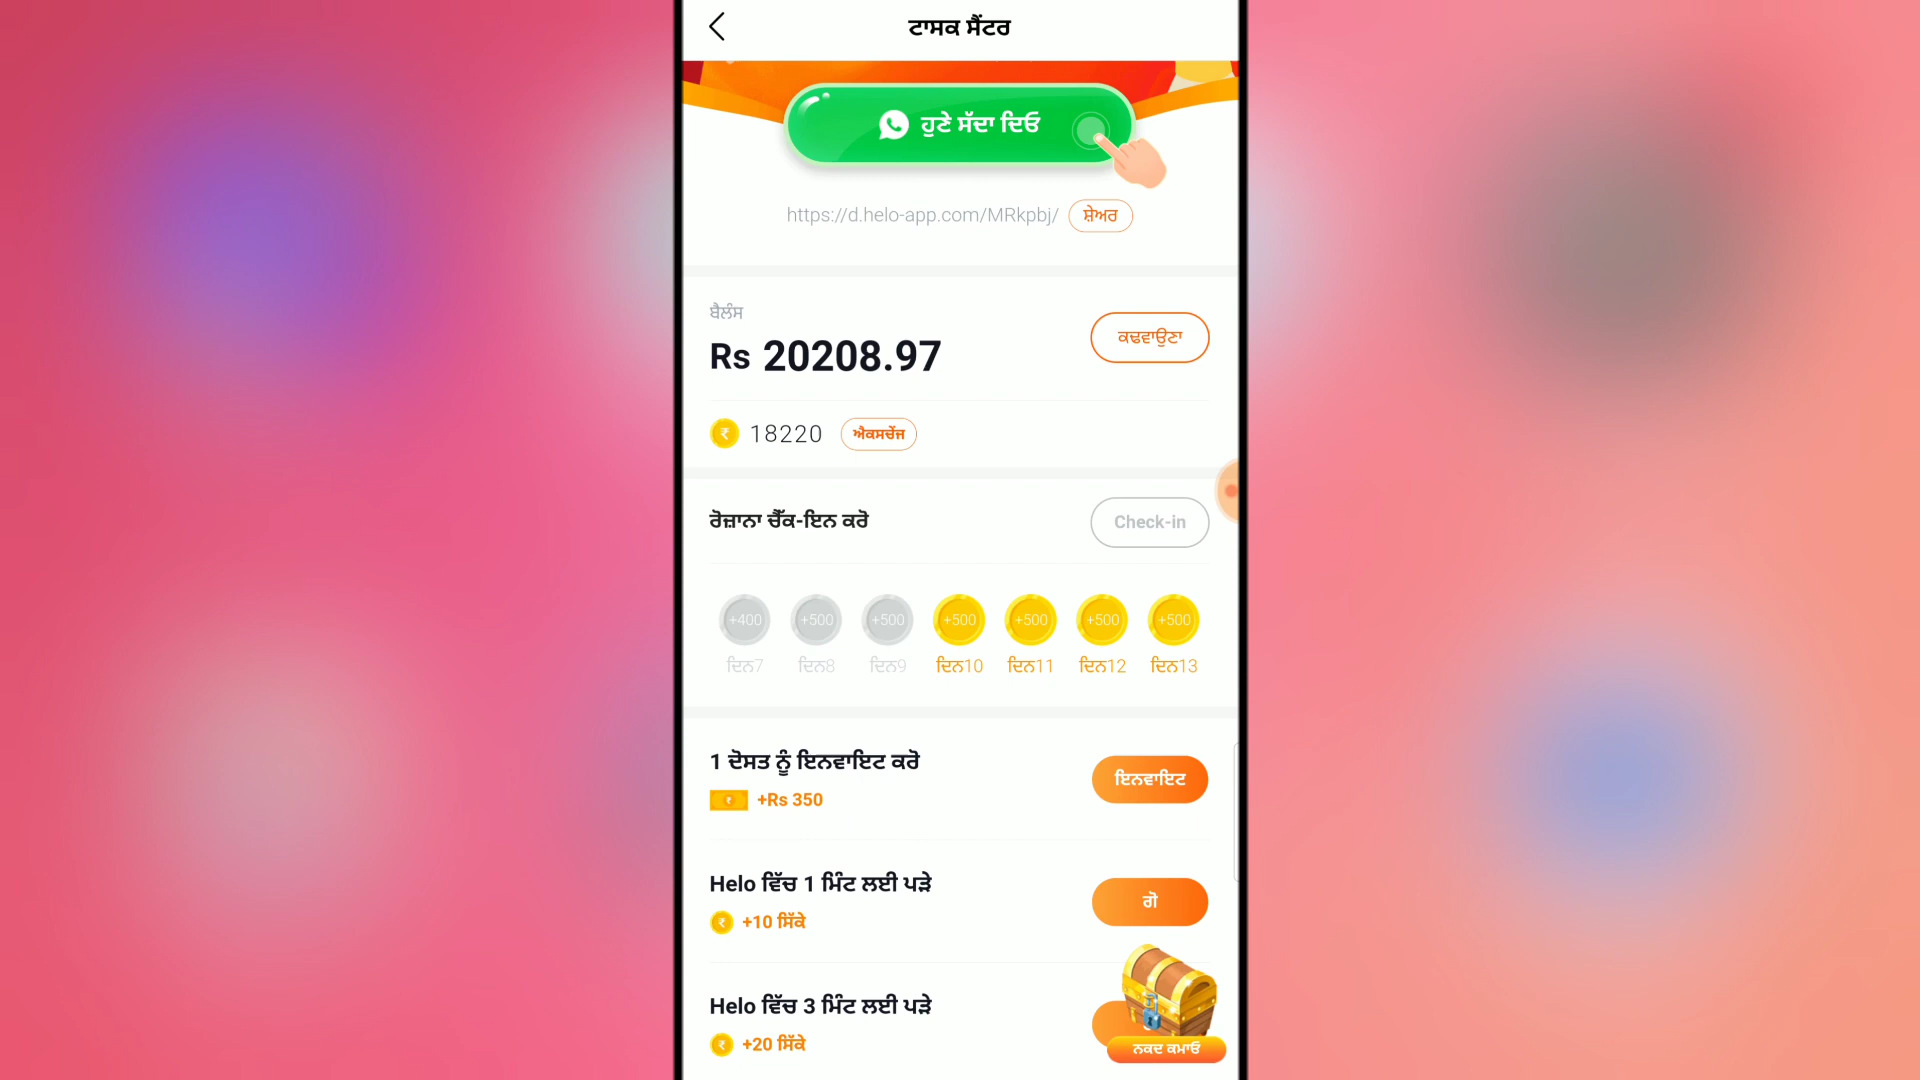 ਟਾਸਕ ਸੈਂਟਰ
ਹੁਣੇ ਸੱਦਾ ਦਿਓ
https://d.helo-app.com/MRkpbj/ ਸ਼ੇਅਰ
ਬੈਲੰਸ
Rs 20208.97 ਕਢਵਾਉਣਾ
18220 ਐਕਸਚੇਂਜ
ਰੋਜ਼ਾਨਾ ਚੈੱਕ-ਇਨ ਕਰੋ Check-in
+400 +500 +500 +500 +500 +500 +500
ਦਿਨ7 ਦਿਨ8 ਦਿਨ9 ਦਿਨ10 ਦਿਨ11 ਦਿਨ12 ਦਿਨ13
1 ਦੋਸਤ ਨੂੰ ਇਨਵਾਇਟ ਕਰੋ
+Rs 350 ਇਨਵਾਇਟ
Helo ਵਿੱਚ 1 ਮਿੰਟ ਲਈ ਪੜੇ
+10 ਸਿੱਕੇ ਗੋ
Helo ਵਿੱਚ 3 ਮਿੰਟ ਲਈ ਪੜੇ
+20 ਸਿੱਕੇ
ਨਕਦ ਕਮਾਓ